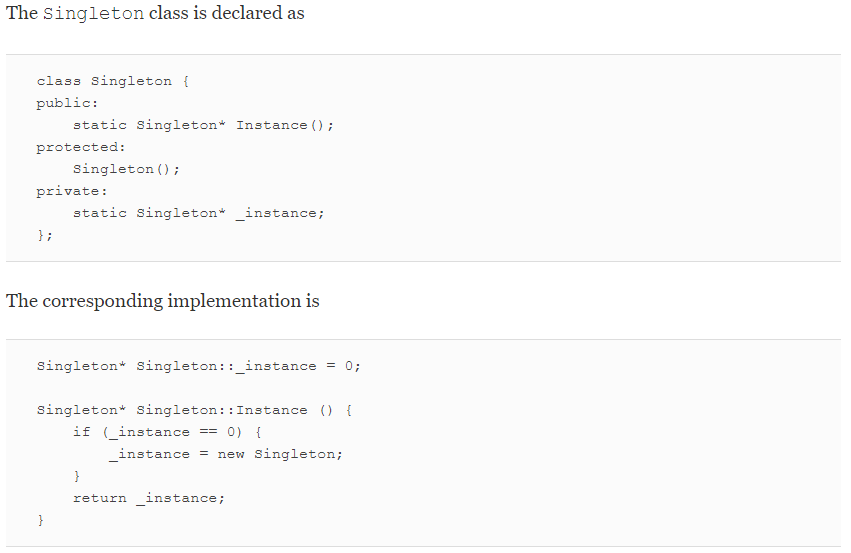 The Singleton class is declared as
class Singleton {
public:
    static Singleton* Instance();
protected:
    Singleton();
private:
    static Singleton* _instance;
};
The corresponding implementation is
Singleton* Singleton::_instance = 0;
Singleton* Singleton::Instance () {
    if (_instance == 0) {
        _instance = new Singleton;
    }
    return _instance;
}